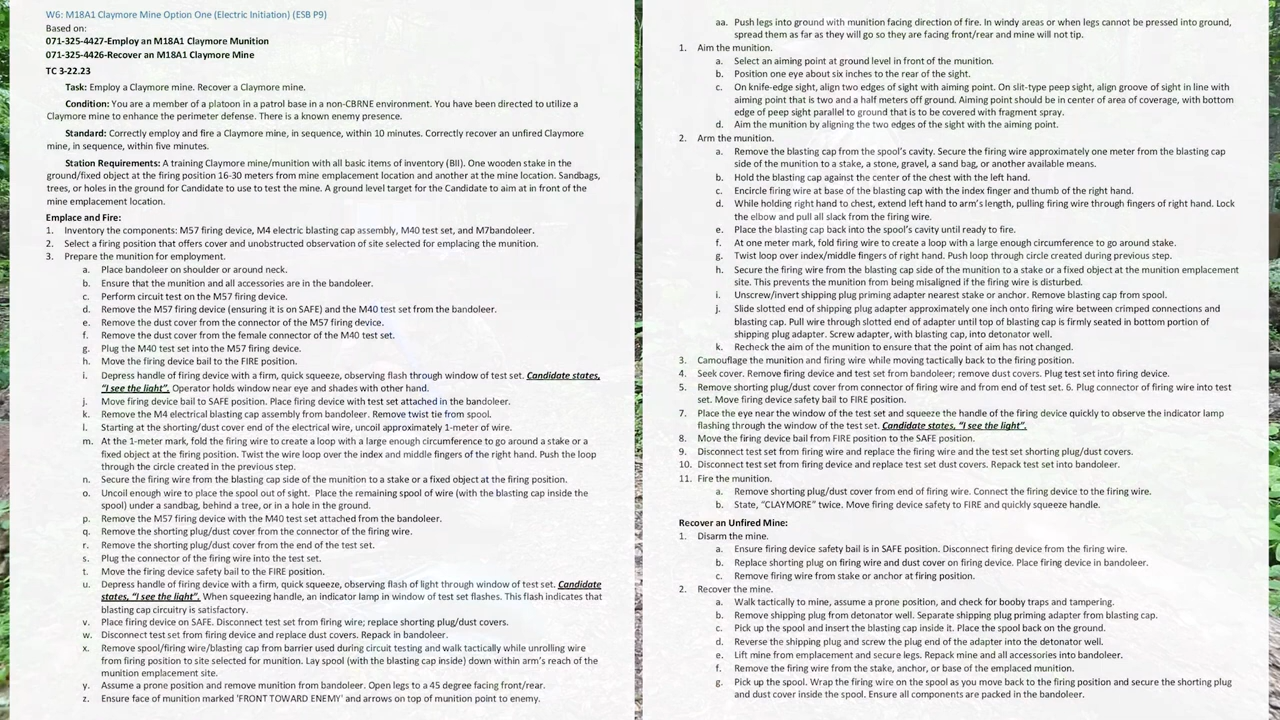 W6: M18A1 Claymore Mine Option One (Electric Initiation) (ESB P9)
Based on:
071-325-4427-Employ an M18A1 Claymore Munition
071-325-4426-Recover an M18A1 Claymore Mine
TC 3-22.23
Task: Employ a Claymore mine. Recover a Claymore mine.
Condition: You are a member of a platoon in a patrol base in a non-CBRNE environment. You have been directed to utilize a
Claymore mine to enhance the perimeter defense. There is a known enemy presence.
Standard: Correctly employ and fire a Claymore mine, in sequence, within 10 minutes. Correctly recover an unfired Claymore
mine, in sequence, within five minutes.
Station Requirements: A training Claymore mine/munition with all basic items of inventory (BII). One wooden stake in the
ground/fixed object at the firing position 16-30 meters from mine emplacement location and another at the mine location. Sandbags,
trees, or holes in the ground for Candidate to use to test the mine. A ground level target for the Candidate to aim at in front of the
mine emplacement location.
Emplace and Fire:
1. Inventory the components: M57 firing device, M4 electric blasting cap assembly, M40 test set, and M7bandoleer.
2. Select a firing position that offers cover and unobstructed observation of site selected for emplacing the munition.
3. Prepare the munition for employment.
a. Place bandoleer on shoulder or around neck.
b. Ensure that the munition and all accessories are in the bandoleer.
c. Perform circuit test on the M57 firing device.
d. Remove the M57 firing device (ensuring it is on SAFE) and the M40 test set from the bandoleer.
e. Remove the dust cover from the connector of the M57 firing device.
f. Remove the dust cover from the female connector of the M40 test set.
g. Plug the M40 test set into the M57 firing device.
h. Move the firing device bail to the FIRE position.
i. Depress handle of firing device with a firm, quick squeeze, observing flash through window of test set. Candidate states,
"I see the light". Operator holds window near eye and shades with other hand.
j. Move firing device bail to SAFE position. Place firing device with test set attached in the bandoleer.
k. Remove the M4 electrical blasting cap assembly from bandoleer. Remove twist tie from spool.
l. Starting at the shorting/dust cover end of the electrical wire, uncoil approximately 1-meter of wire.
m. At the 1-meter mark, fold the firing wire to create a loop with a large enough circumference to go around a stake or a
fixed object at the firing position. Twist the wire loop over the index and middle fingers of the right hand. Push the loop
through the circle created in the previous step.
n. Secure the firing wire from the blasting cap side of the munition to a stake or a fixed object at the firing position.
o. Uncoil enough wire to place the spool out of sight. Place the remaining spool of wire (with the blasting cap inside the
spool) under a sandbag, behind a tree, or in a hole in the ground.
p. Remove the M57 firing device with the M40 test set attached from the bandoleer.
q. Remove the shorting plug/dust cover from the connector of the firing wire.
r. Remove the shorting plug/dust cover from the end of the test set.
s. Plug the connector of the firing wire into the test set.
t. Move the firing device safety bail to the FIRE position.
u. Depress handle of firing device with a firm, quick squeeze, observing flash of light through window of test set. Candidate
states, "I see the light". When squeezing handle, an indicator lamp in window of test set flashes. This flash indicates that
blasting cap circuitry is satisfactory.
v. Place firing device on SAFE. Disconnect test set from firing wire; replace shorting plug/dust covers.
w. Disconnect test set from firing device and replace dust covers. Repack in bandoleer.
x. Remove spool/firing wire/blasting cap from barrier used during circuit testing and walk tactically while unrolling wire
from firing position to site selected for munition. Lay spool (with the blasting cap inside) down within arm's reach of the
munition emplacement site.
y. Assume a prone position and remove munition from bandoleer. Open legs to a 45 degree facing front/rear.
z. Ensure face of munition marked 'FRONT TOWARD ENEMY' and arrows on top of munition point to enemy.
aa. Push legs into ground with munition facing direction of fire. In windy areas or when legs cannot be pressed into ground,
spread them as far as they will go so they are facing front/rear and mine will not tip.
1. Aim the munition.
a. Select an aiming point at ground level in front of the munition.
b. Position one eye about six inches to the rear of the sight.
c. On knife-edge sight, align two edges of sight with aiming point. On slit-type peep sight, align groove of sight in line with
aiming point that is two and a half meters off ground. Aiming point should be in center of area of coverage, with bottom
edge of peep sight parallel to ground that is to be covered with fragment spray.
d. Aim the munition by aligning the two edges of the sight with the aiming point.
2. Arm the munition.
a. Remove the blasting cap from the spool's cavity. Secure the firing wire approximately one meter from the blasting cap
side of the munition to a stake, a stone, gravel, a sand bag, or another available means.
b. Hold the blasting cap against the center of the chest with the left hand.
c. Encircle firing wire at base of the blasting cap with the index finger and thumb of the right hand.
d. While holding right hand to chest, extend left hand to arm's length, pulling firing wire through fingers of right hand. Lock
the elbow and pull all slack from the firing wire.
e. Place the blasting cap back into the spool's cavity until ready to fire.
f. At one meter mark, fold firing wire to create a loop with a large enough circumference to go around stake.
g. Twist loop over index/middle fingers of right hand. Push loop through circle created during previous step.
h. Secure the firing wire from the blasting cap side of the munition to a stake or a fixed object at the munition emplacement
site. This prevents the munition from being misaligned if the firing wire is disturbed.
i. Unscrew/invert shipping plug priming adapter nearest stake or anchor. Remove blasting cap from spool.
j. Slide slotted end of shipping plug adapter approximately one inch onto firing wire between crimped connections and
blasting cap. Pull wire through slotted end of adapter until top of blasting cap is firmly seated in bottom portion of
shipping plug adapter. Screw adapter, with blasting cap, into detonator well.
k. Recheck the aim of the munition to ensure that the point of aim has not changed.
3. Camouflage the munition and firing wire while moving tactically back to the firing position.
4. Seek cover. Remove firing device and test set from bandoleer; remove dust covers. Plug test set into firing device.
5. Remove shorting plug/dust cover from connector of firing wire and from end of test set. 6. Plug connector of firing wire into test
set. Move firing device safety bail to FIRE position.
7. Place the eye near the window of the test set and squeeze the handle of the firing device quickly to observe the indicator lamp
flashing through the window of the test set. Candidate states, "I see the light".
8. Move the firing device bail from FIRE position to the SAFE position.
9. Disconnect test set from firing wire and replace the firing wire and the test set shorting plug/dust covers.
10. Disconnect test set from firing device and replace test set dust covers. Repack test set into bandoleer.
11. Fire the munition.
a. Remove shorting plug/dust cover from end of firing wire. Connect the firing device to the firing wire.
b. State, "CLAYMORE" twice. Move firing device safety to FIRE and quickly squeeze handle.
Recover an Unfired Mine:
1. Disarm the mine.
a. Ensure firing device safety bail is in SAFE position. Disconnect firing device from the firing wire.
b. Replace shorting plug on firing wire and dust cover on firing device. Place firing device in bandoleer.
c. Remove firing wire from stake or anchor at firing position.
2. Recover the mine.
a. Walk tactically to mine, assume a prone position, and check for booby traps and tampering.
b. Remove shipping plug from detonator well. Separate shipping plug priming adapter from blasting cap.
c. Pick up the spool and insert the blasting cap inside it. Place the spool back on the ground.
d. Reverse the shipping plug and screw the plug end of the adapter into the detonator well.
e. Lift mine from emplacement and secure legs. Repack mine and all accessories into bandoleer.
f. Remove the firing wire from the stake, anchor, or base of the emplaced munition.
g. Pick up the spool. Wrap the firing wire on the spool as you move back to the firing position and secure the shorting plug
and dust cover inside the spool. Ensure all components are packed in the bandoleer.